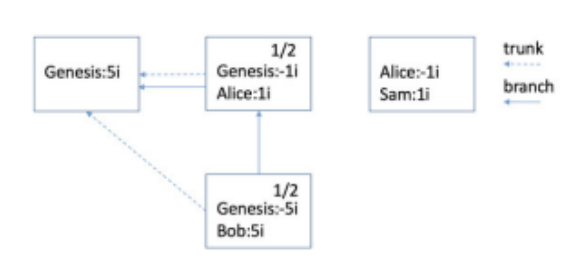 Genesis:5i
1/2
Genesis:-1i
Alice:1i
Alice:-1i
Sam:1i
trunk
branch
1/2
Genesis:-5i
Bob:5i